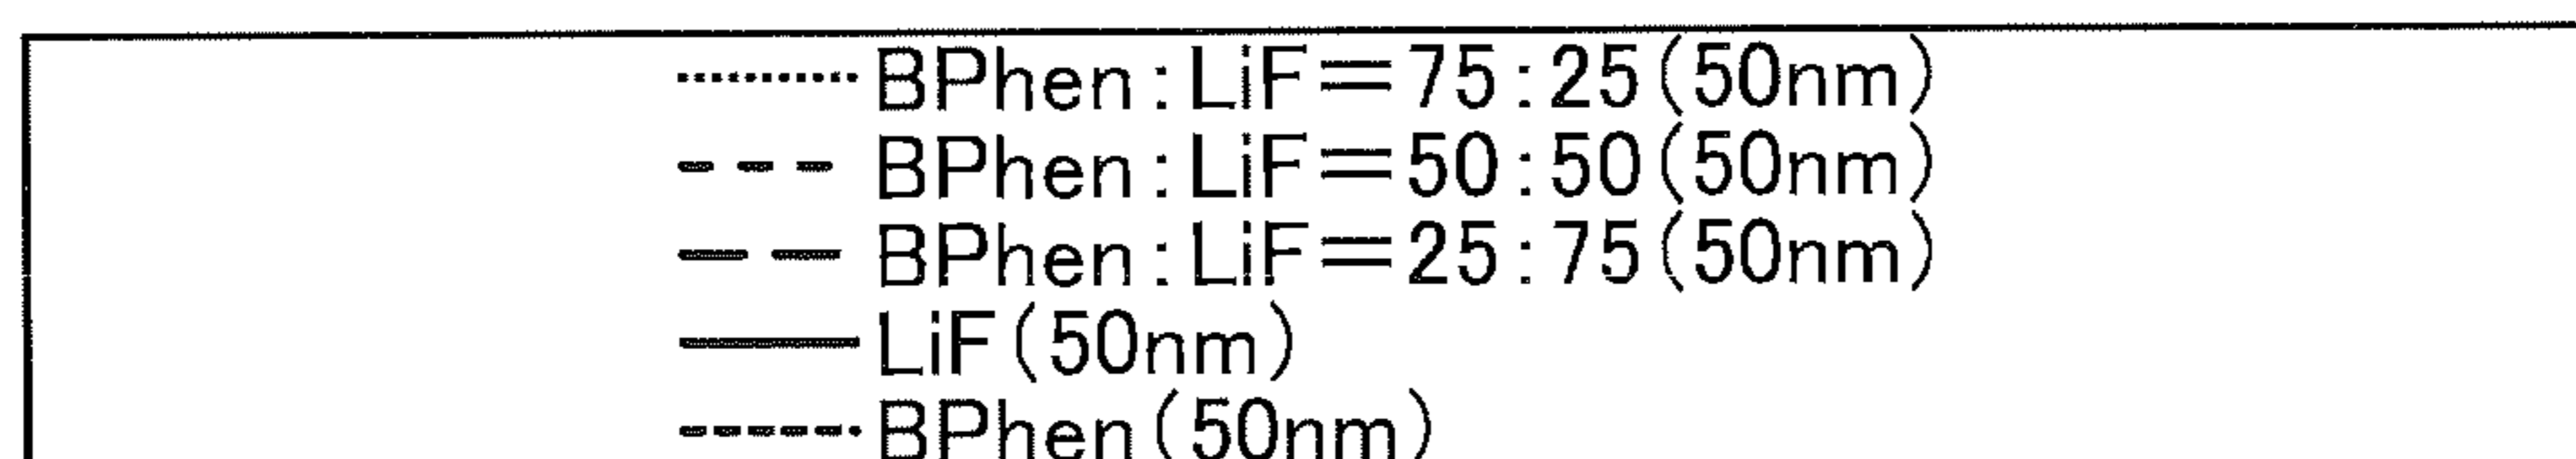 BPhen:LiF=75:25(50nm)
BPhen:LiF=50:50(50nm)
BPhen:LiF=25:75(50nm)
LiF(50nm)
BPhen(50nm)